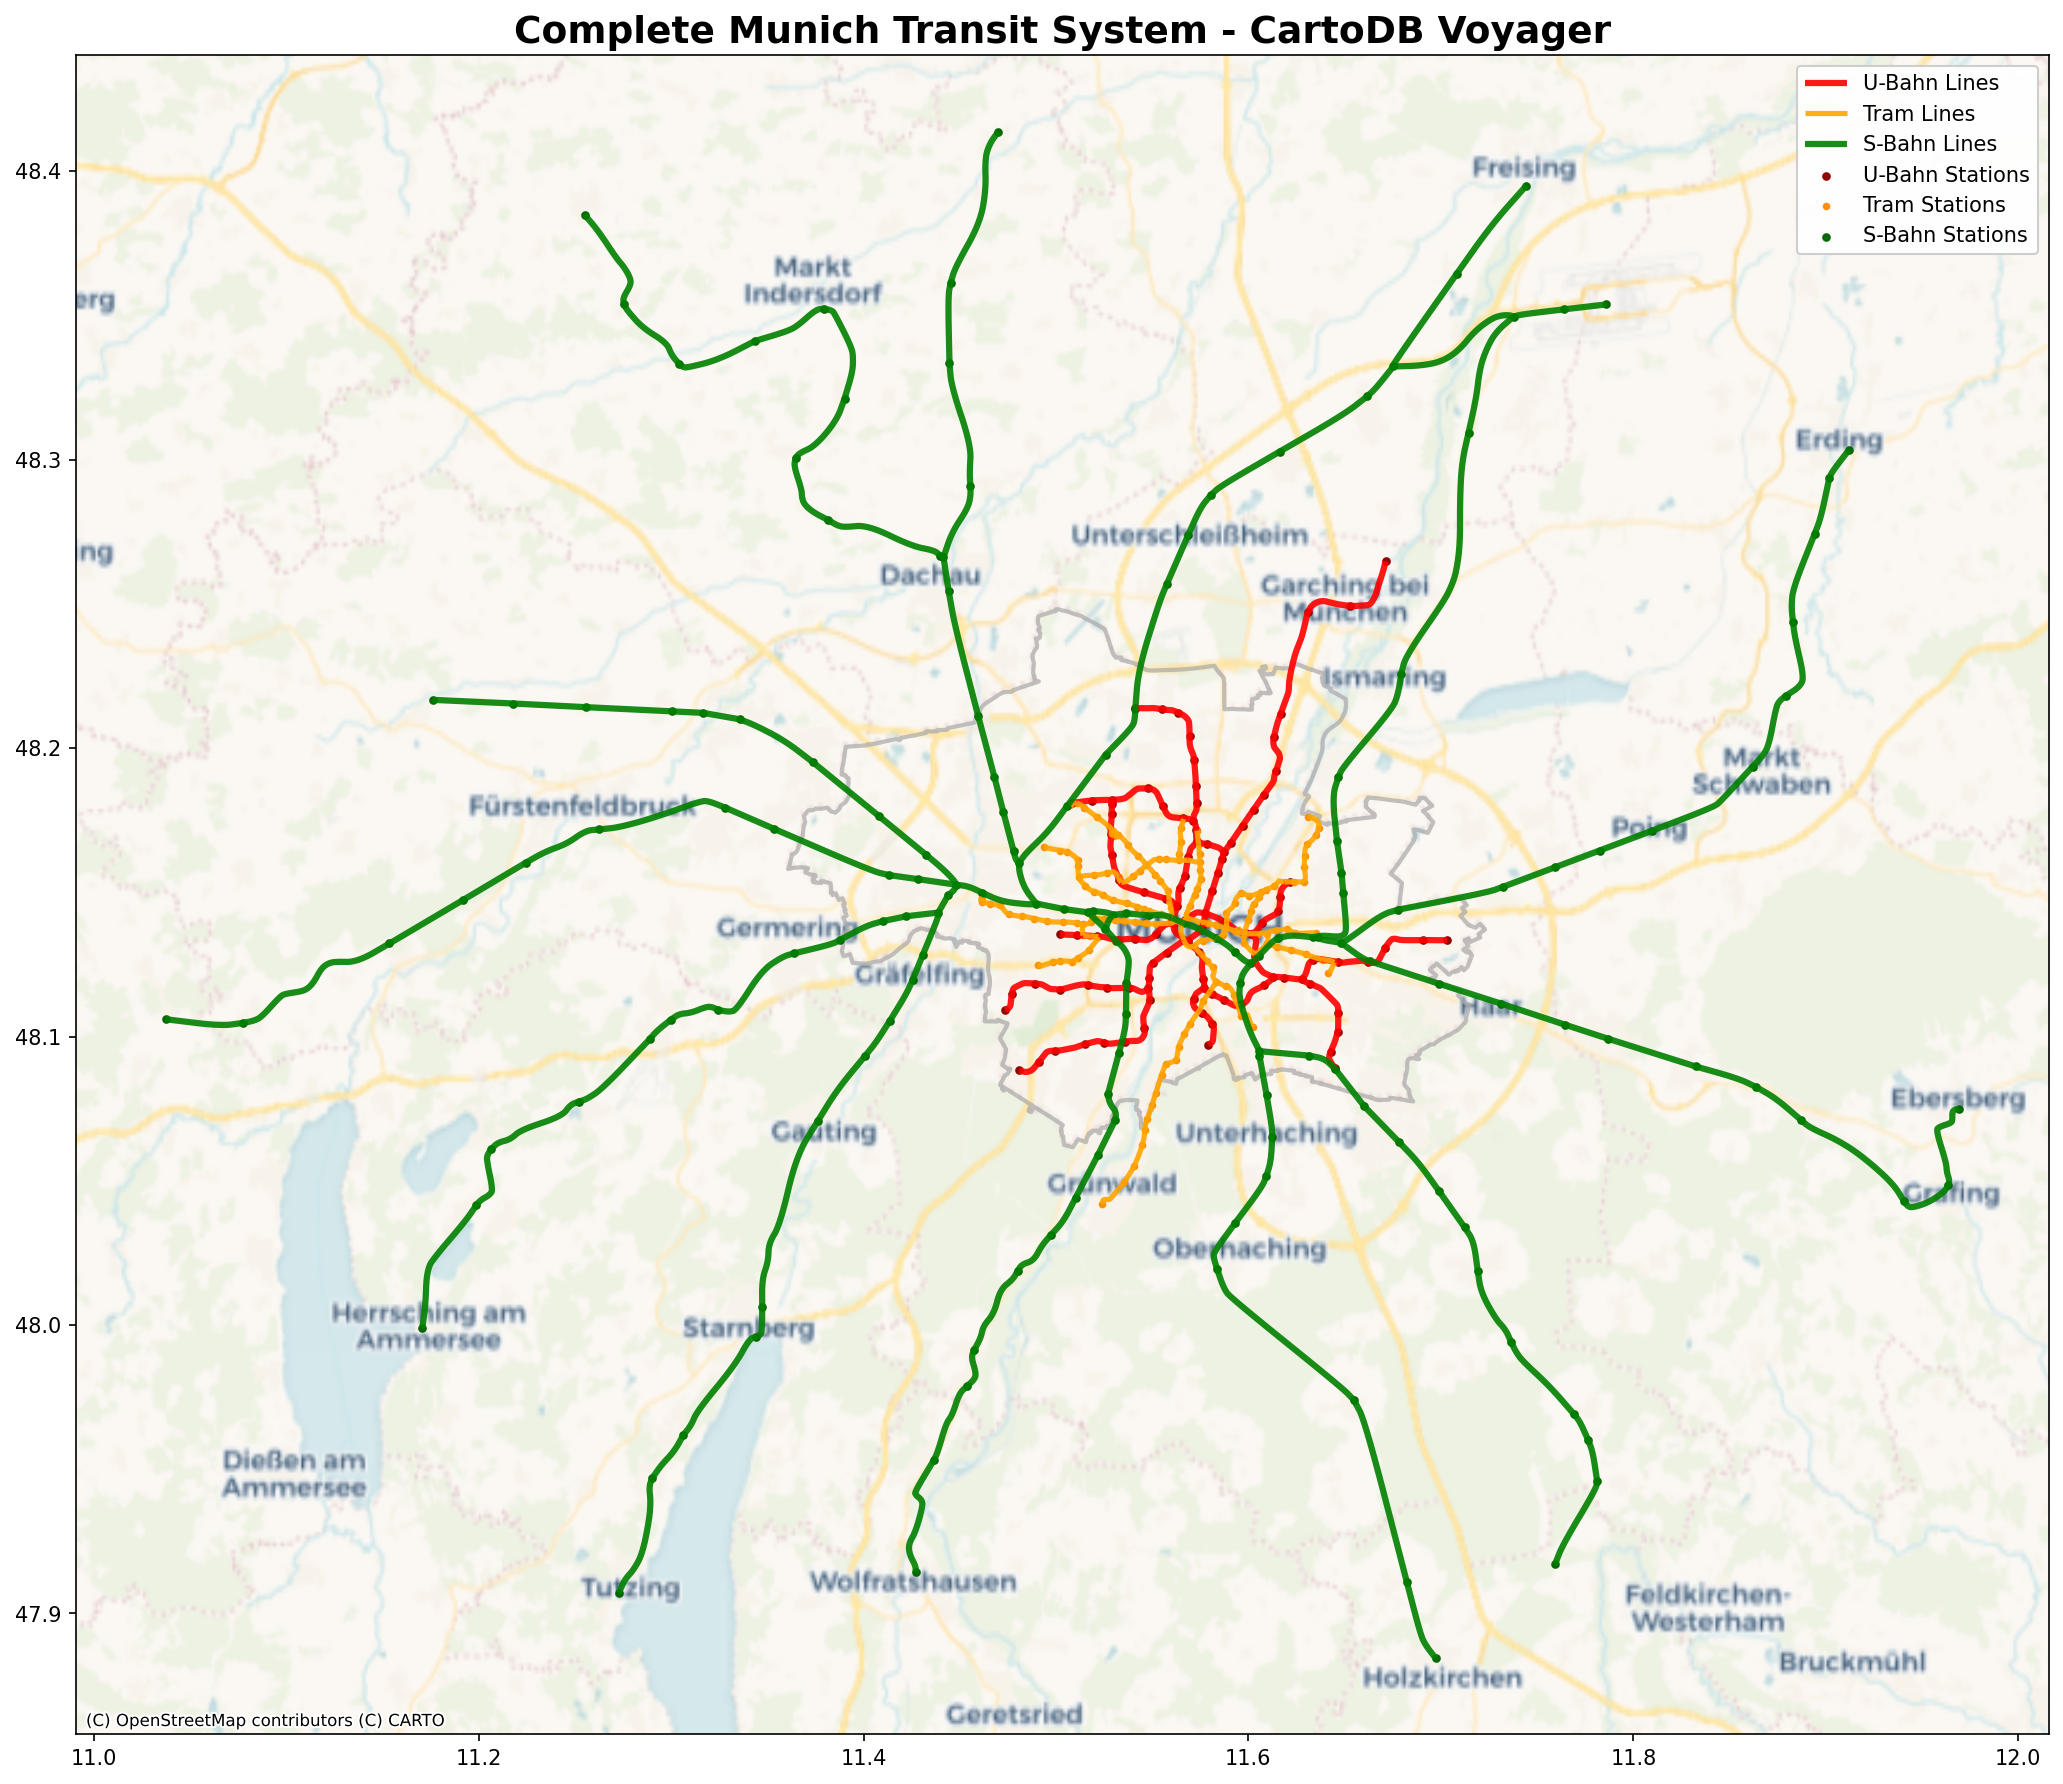 Complete Munich Transit System - CartoDB Voyager
U-Bahn Lines
Tram Lines
S-Bahn Lines
U-Bahn Stations
Tram Stations
S-Bahn Stations
48.4
48.3
48.2
48.1
48.0
47.9
Freising
Markt
Indersdorf
erg
Erding
Unterschleißheim
ng
Dachau
Garching bei
München
Ismaning
Markt
Schwaben
Fürstenfeldbruck
Poing
Germering
Gräfelfing
Haar
Ebersberg
Gauting
Unterhaching
Grünwald
Grafing
Oberhaching
Herrsching am
Ammersee
Starnberg
Dießen am
Ammersee
Tutzing
Wolfratshausen
Feldkirchen-
Westerham
Holzkirchen
Bruckmühl
Geretsried
(C) OpenStreetMap contributors (C) CARTO
11.0
11.2
11.4
11.6
11.8
12.0